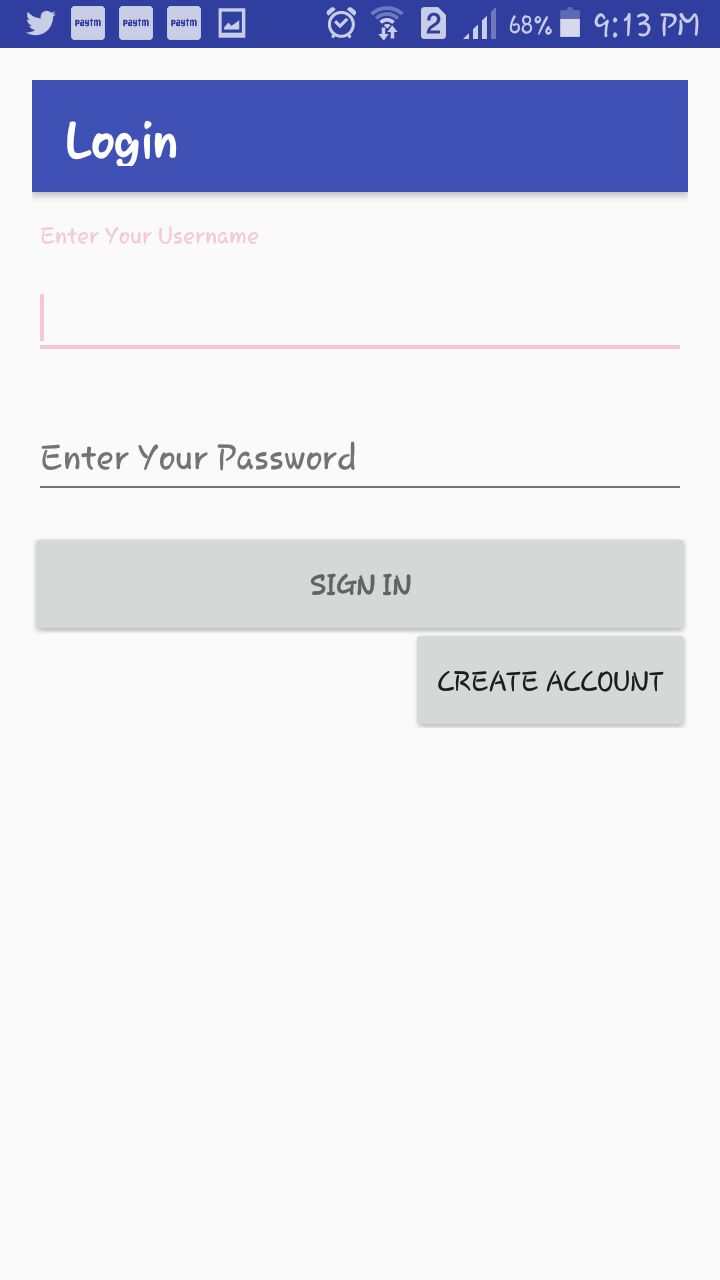 Paytm Paytm Paytm 2 68% 9:13 PM
Login
Enter Your Username
Enter Your Password
SIGN IN
CREATE ACCOUNT